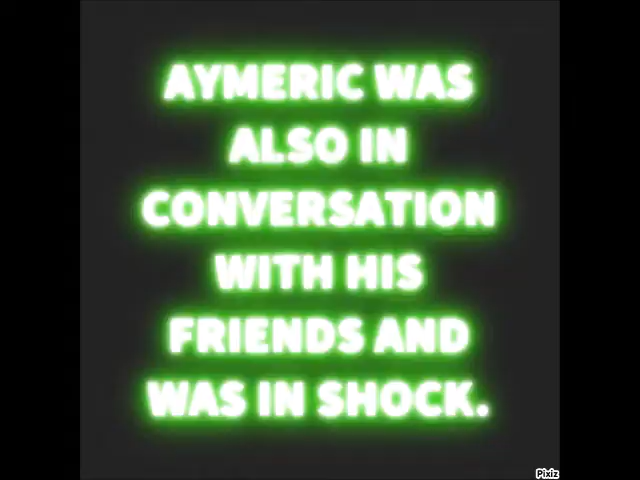 AYMERIC WAS
ALSO IN
CONVERSATION
WITH HIS
FRIENDS AND
WAS IN SHOCK.
Pixiz